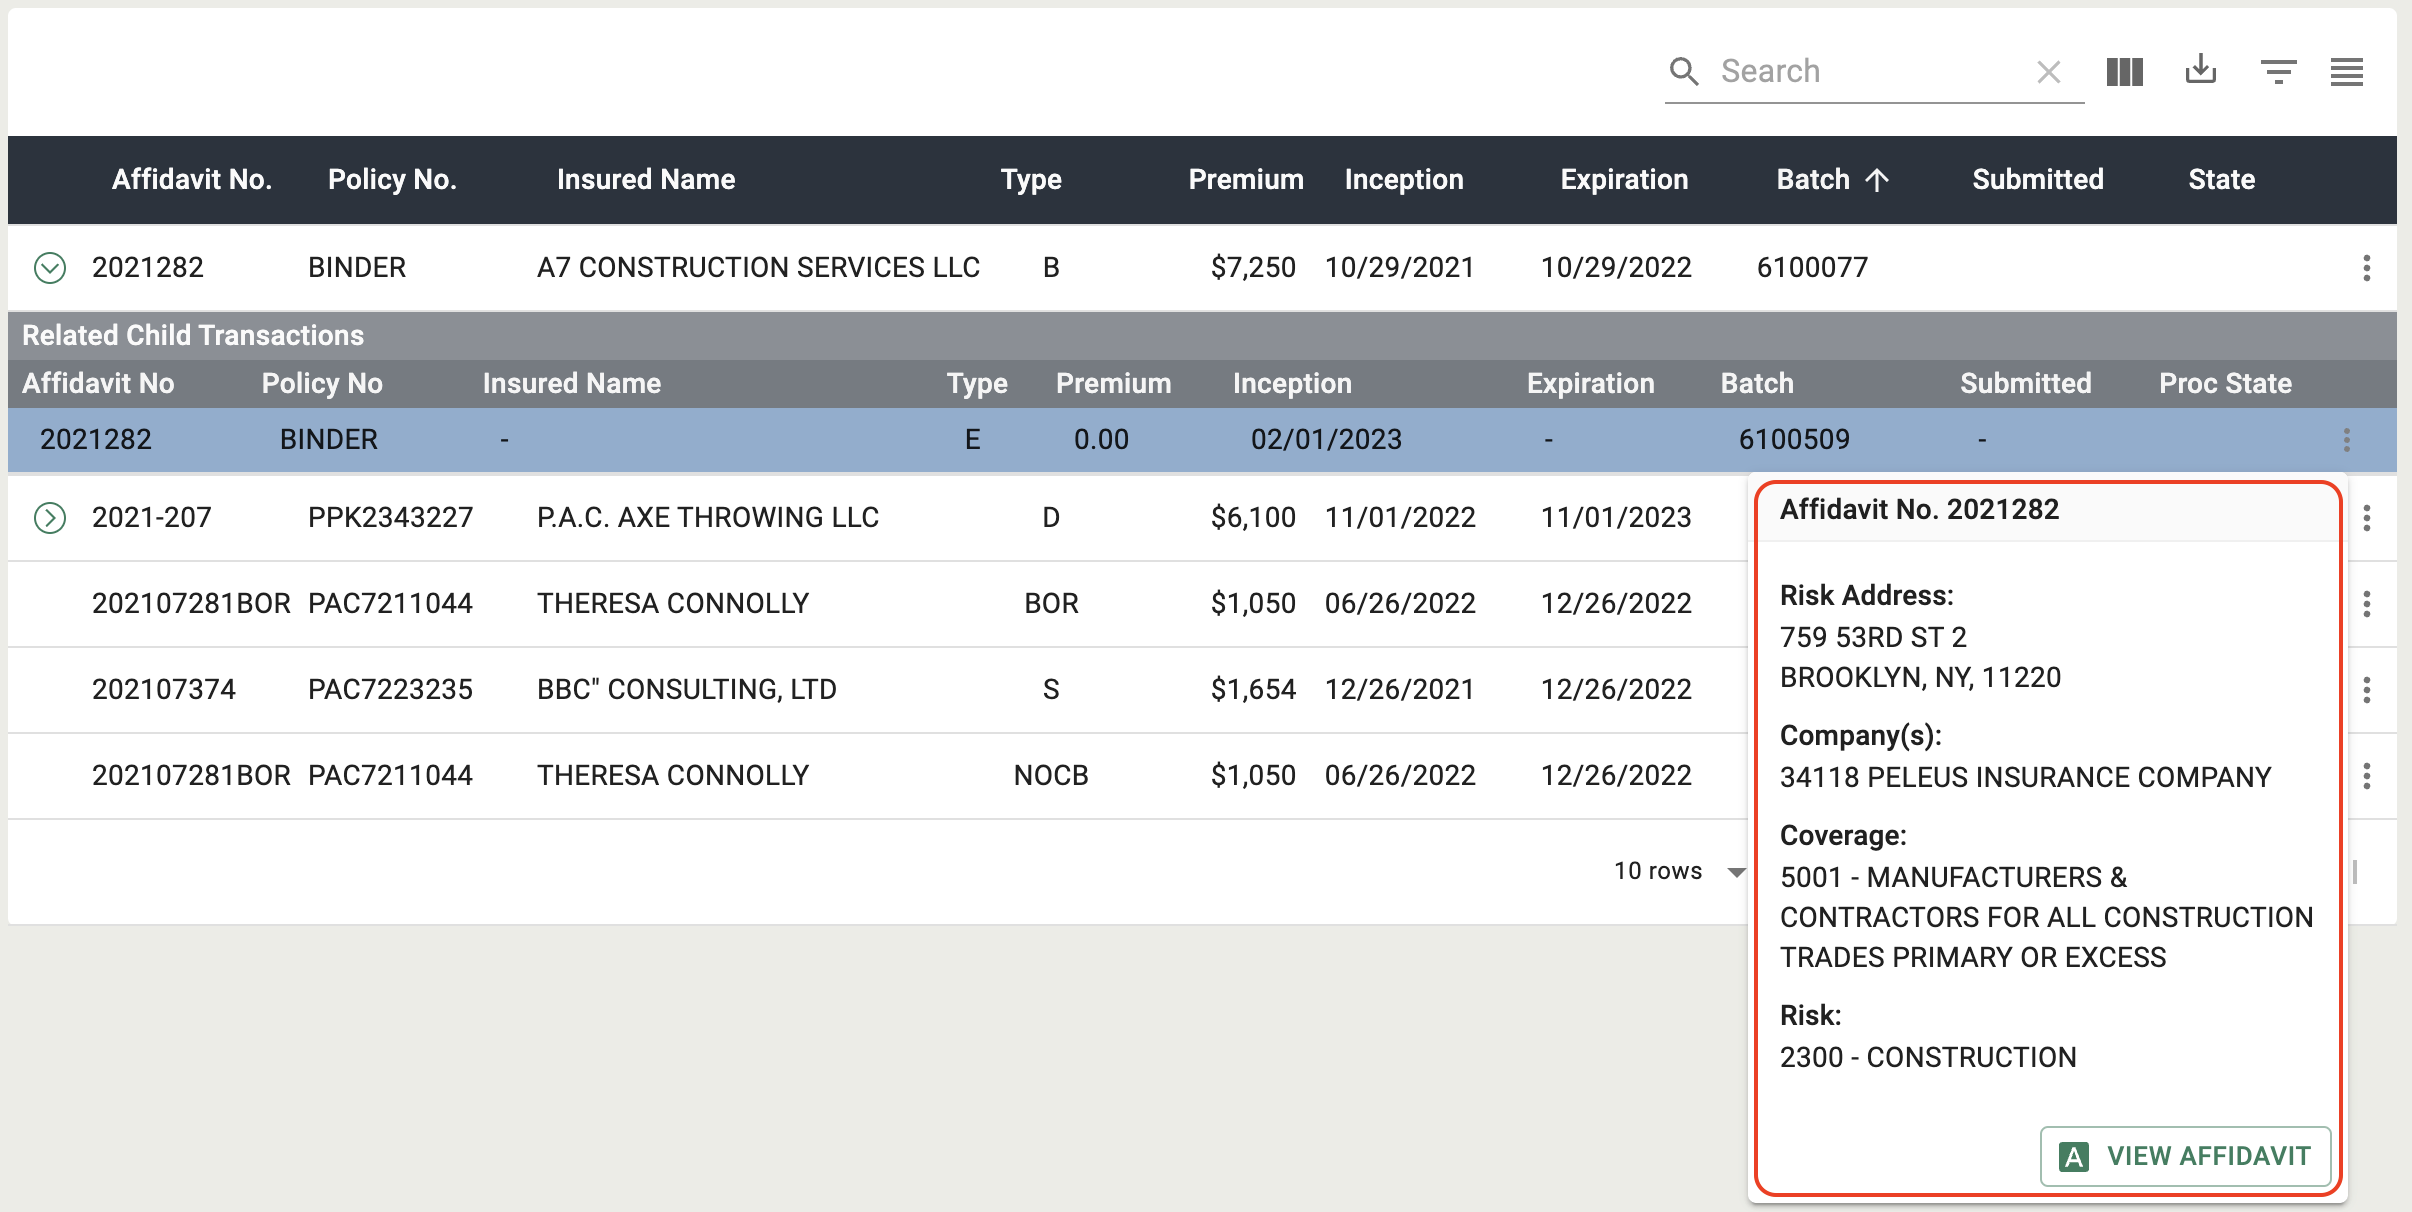 Search
Affidavit No. Policy No. Insured Name Type Premium Inception Expiration Batch Submitted State
2021282 BINDER A7 CONSTRUCTION SERVICES LLC B $7,250 10/29/2021 10/29/2022 6100077
Related Child Transactions
Affidavit No Policy No Insured Name Type Premium Inception Expiration Batch Submitted Proc State
2021282 BINDER - E 0.00 02/01/2023 - 6100509 -
2021-207 PPK2343227 P.A.C. AXE THROWING LLC D $6,100 11/01/2022 11/01/2023
202107281BOR PAC7211044 THERESA CONNOLLY BOR $1,050 06/26/2022 12/26/2022
202107374 PAC7223235 BBC" CONSULTING, LTD S $1,654 12/26/2021 12/26/2022
202107281BOR PAC7211044 THERESA CONNOLLY NOCB $1,050 06/26/2022 12/26/2022
10 rows
Affidavit No. 2021282
Risk Address:
759 53RD ST 2
BROOKLYN, NY, 11220
Company(s):
34118 PELEUS INSURANCE COMPANY
Coverage:
5001 - MANUFACTURERS &
CONTRACTORS FOR ALL CONSTRUCTION
TRADES PRIMARY OR EXCESS
Risk:
2300 - CONSTRUCTION
A VIEW AFFIDAVIT